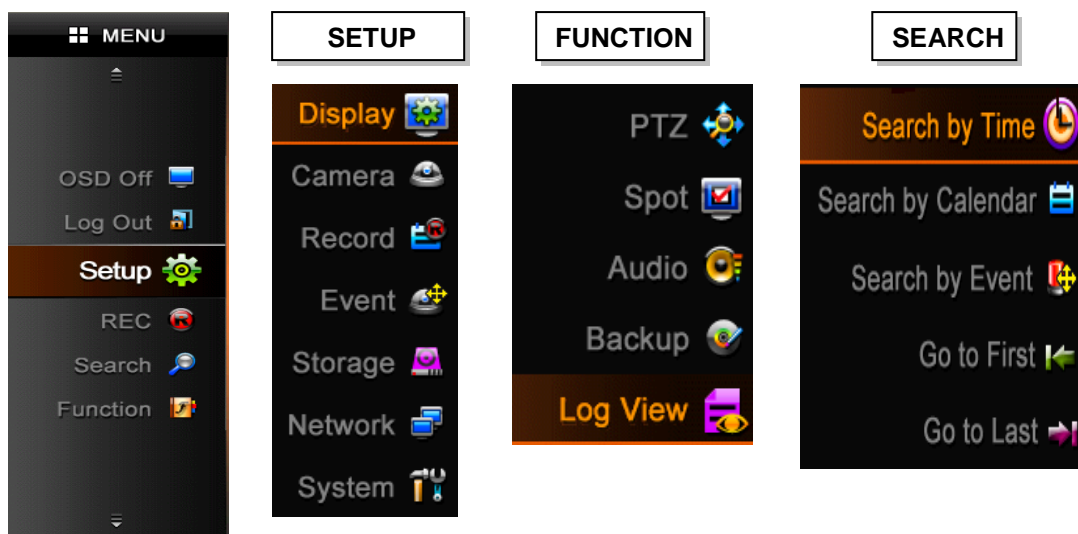 MENU
OSD Off
Log Out
Setup
REC
Search
Function
SETUP
Display
Camera
Record
Event
Storage
Network
System
FUNCTION
PTZ
Spot
Audio
Backup
Log View
SEARCH
Search by Time
Search by Calendar
Search by Event
Go to First
Go to Last